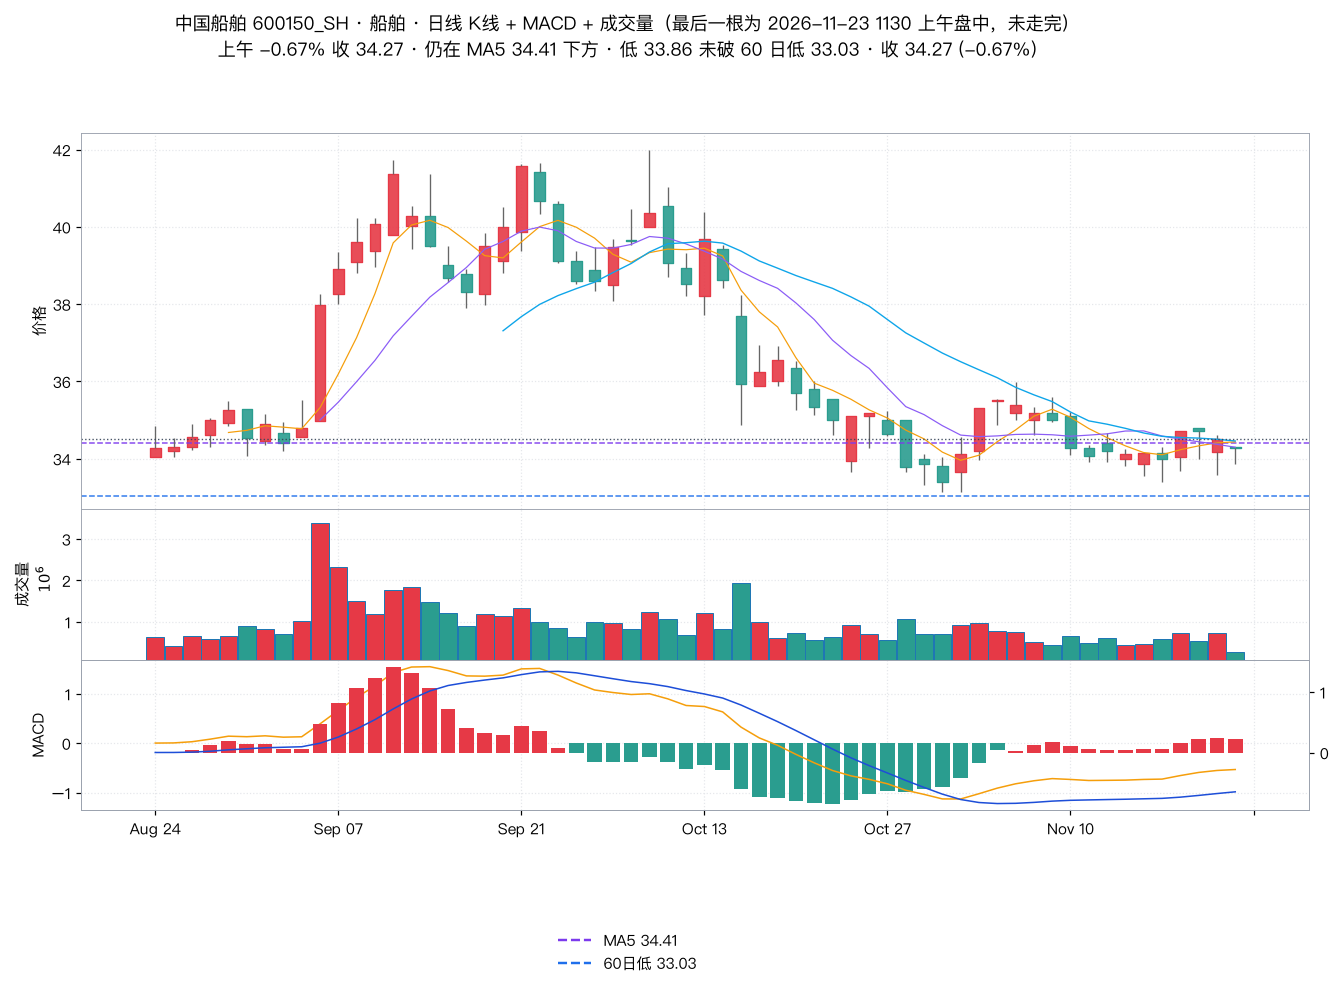 中国船舶 600150_SH · 船舶 · 日线 K线 + MACD + 成交量（最后一根为 2026-11-23 1130 上午盘中，未走完）
上午 -0.67% 收 34.27 · 仍在 MA5 34.41 下方 · 低 33.86 未破 60 日低 33.03 · 收 34.27 (-0.67%)
价格
42
40
38
36
34
成交量
10⁶
3
2
1
MACD
1
0
-1
1
0
Aug 24
Sep 07
Sep 21
Oct 13
Oct 27
Nov 10
MA5 34.41
60日低 33.03